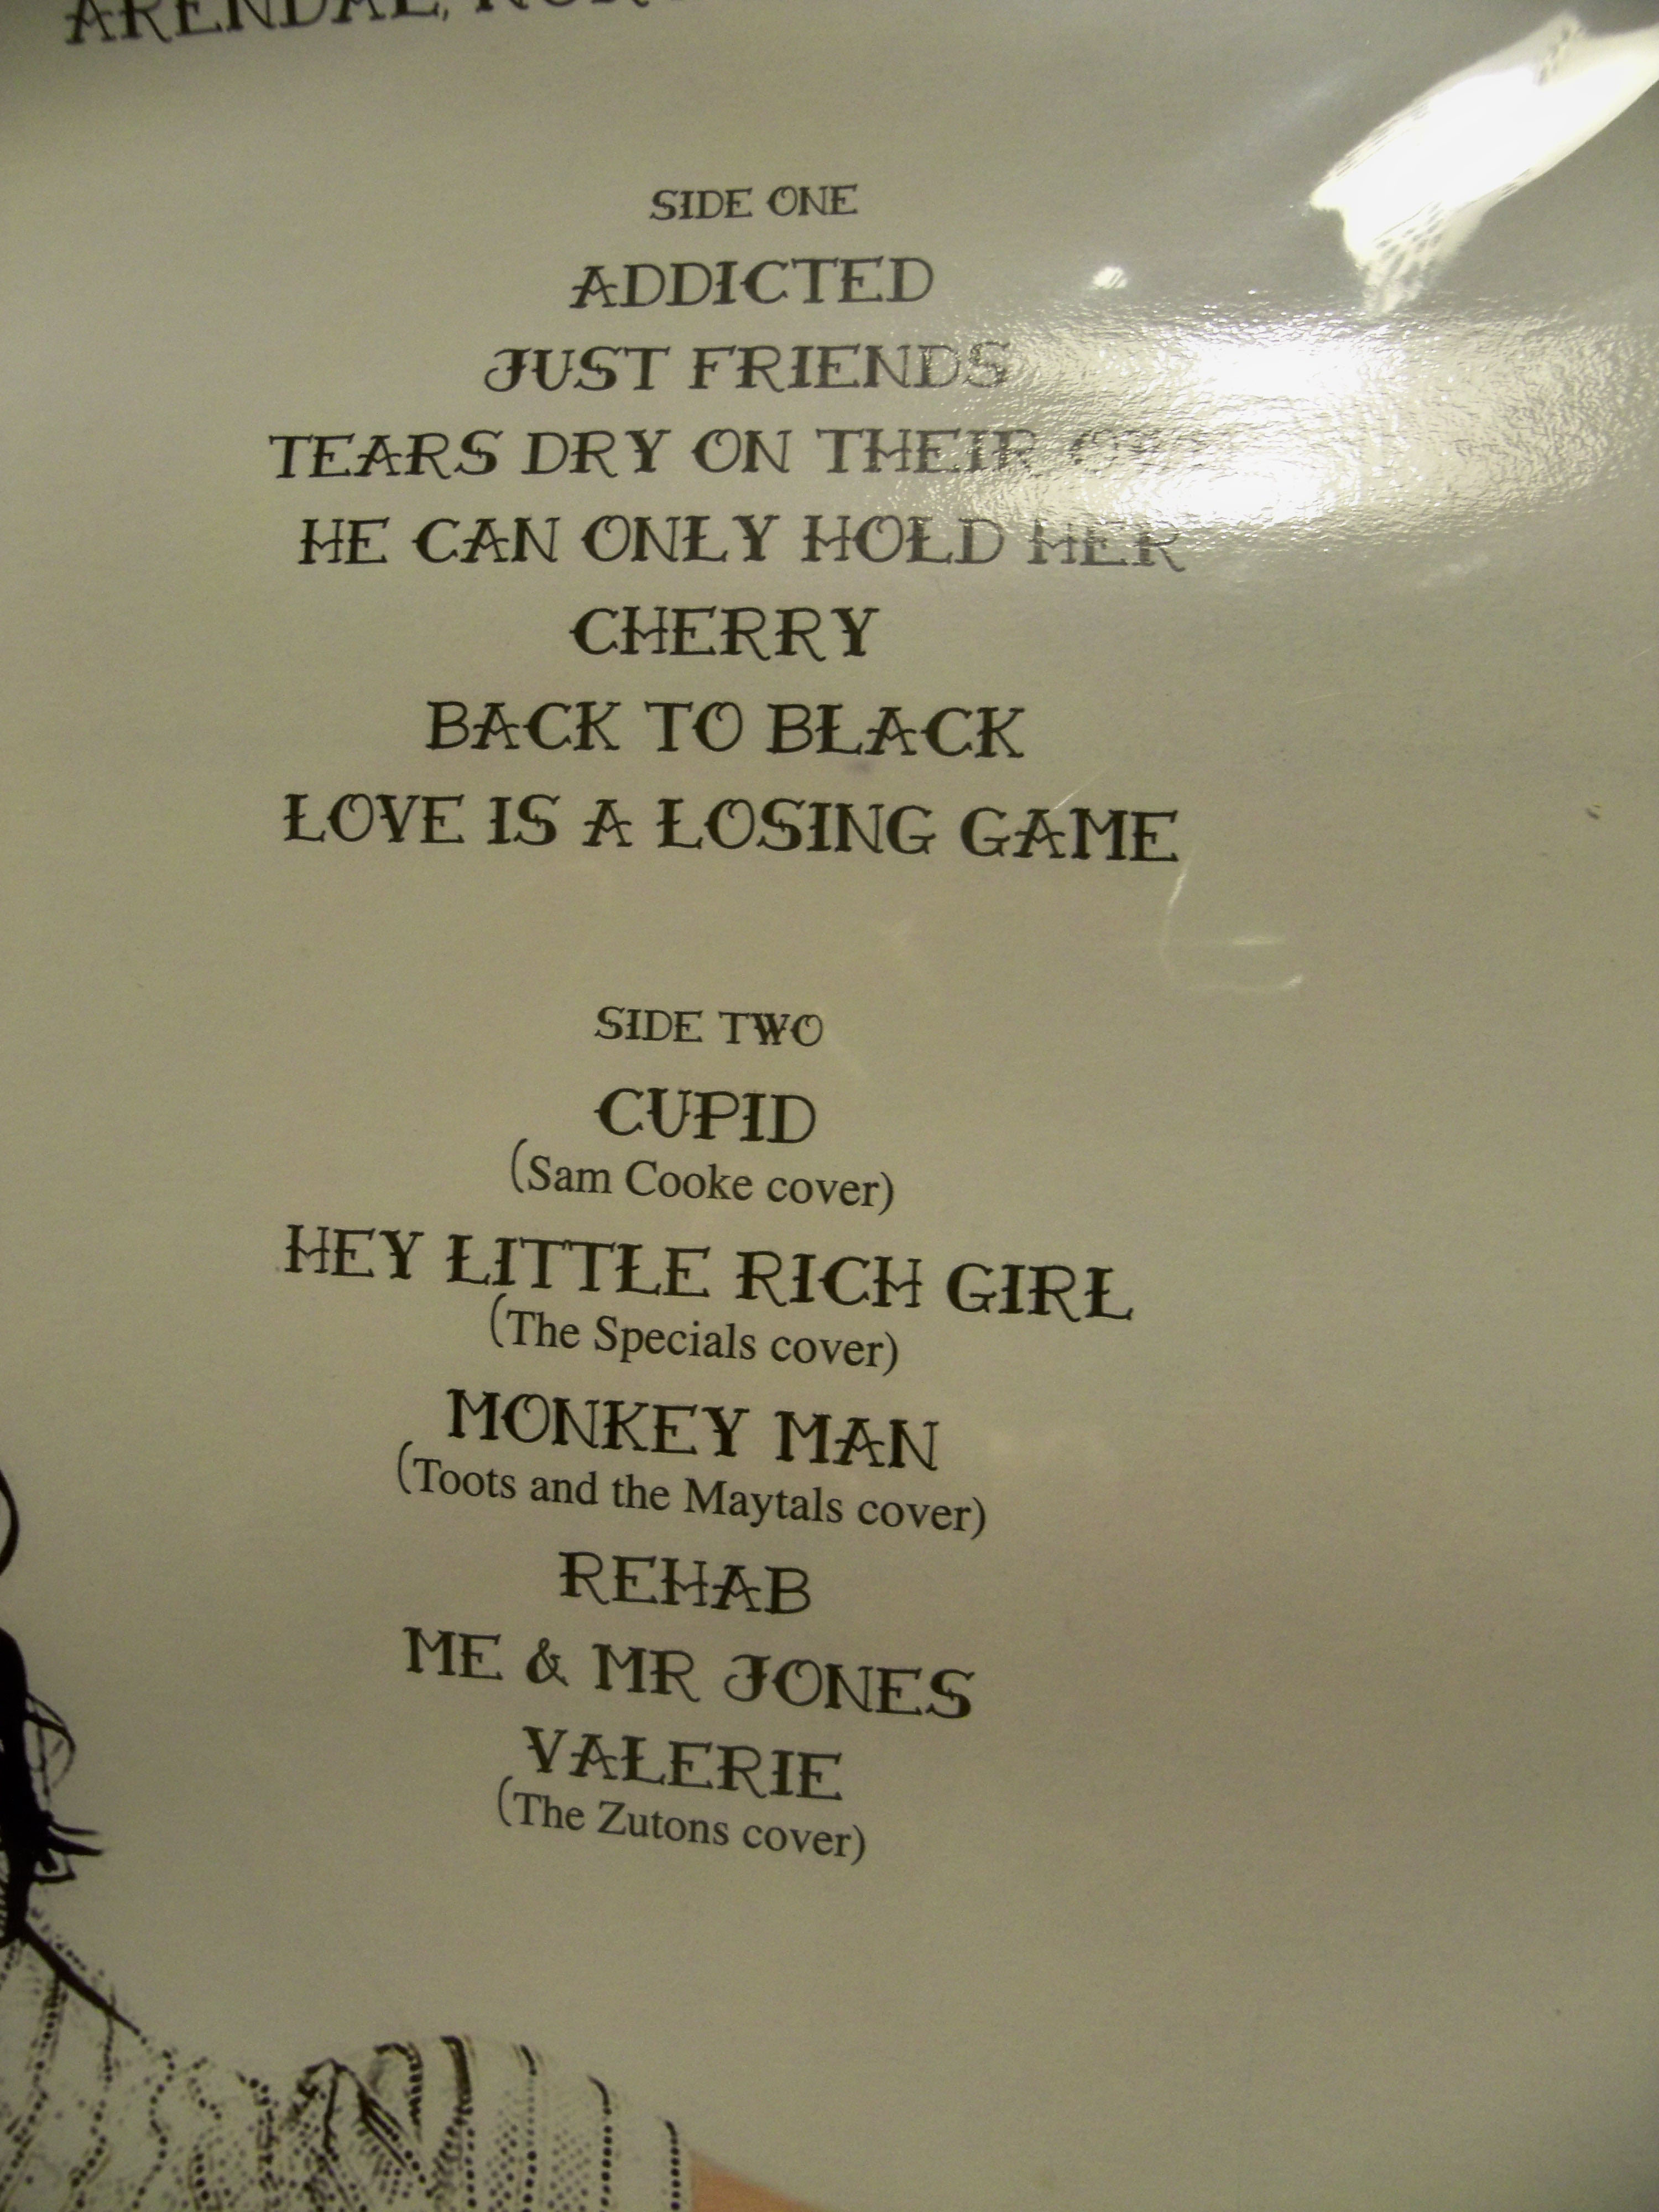 ARENDAL,
SIDE ONE
ADDICTED
JUST FRIENDS
TEARS DRY ON THEIR
HE CAN ONLY HOLD HER
CHERRY
BACK TO BLACK
LOVE IS A LOSING GAME
SIDE TWO
CUPID
(Sam Cooke cover)
HEY LITTLE RICH GIRL
(The Specials cover)
MONKEY MAN
(Toots and the Maytals cover)
REHAB
ME & MR JONES
VALERIE
(The Zutons cover)